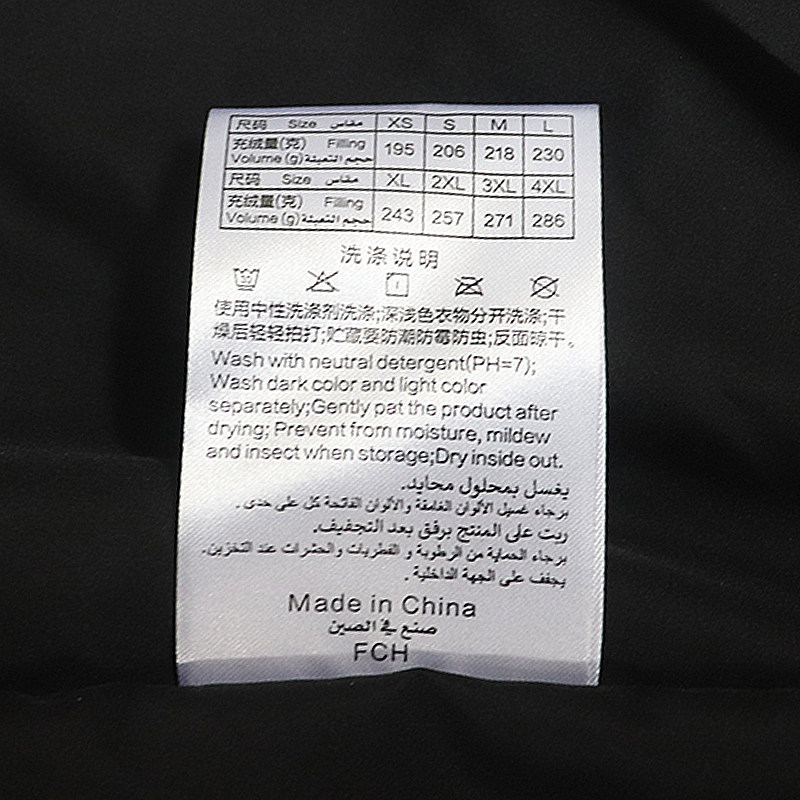 尺码 Size مقاس XS S M L
充绒量(克) Filling Volume (g) حجم التعبئة 195 206 218 230
尺码 Size مقاس XL 2XL 3XL 4XL
充绒量(克) Filling Volume (g) حجم التعبئة 243 257 271 286
洗涤说明
使用中性洗涤剂洗涤;深浅色衣物分开洗涤;干
燥后轻轻拍打;贮藏要防潮防霉防虫;反面晾干。
Wash with neutral detergent(PH=7);
Wash dark color and light color
separately;Gently pat the product after
drying; Prevent from moisture, mildew
and insect when storage;Dry inside out.
يغسل بمحلول محايد.
برجاء غسيل الألوان الغامقة والألوان الفاتحة كل على حدى .
ربت على المنتج برفق بعد التجفيف.
برجاء الحماية من الرطوبة و الفطريات والحشرات عند التخزين.
يجفف على الجهة الداخلية .
Made in China
صنع في الصين
FCH